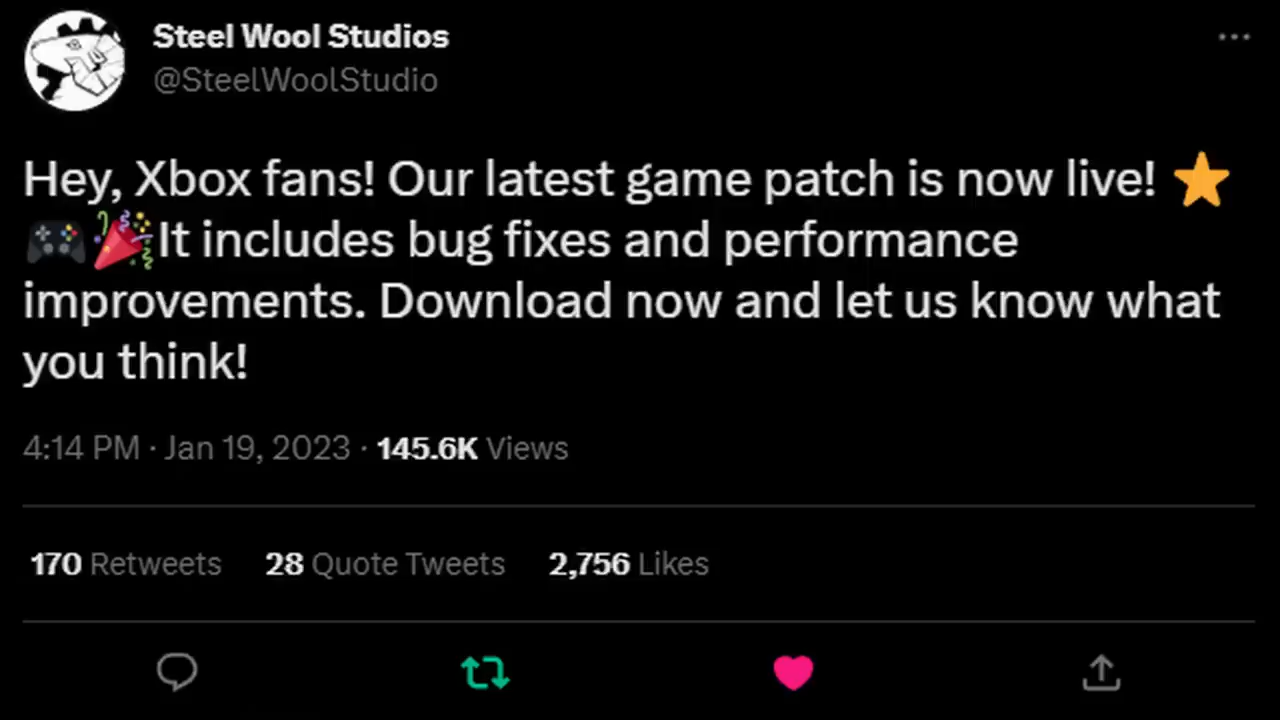 Steel Wool Studios
@SteelWoolStudio
Hey, Xbox fans! Our latest game patch is now live! ⭐
🎮🎉It includes bug fixes and performance
improvements. Download now and let us know what
you think!
4:14 PM · Jan 19, 2023 · 145.6K Views
170 Retweets 28 Quote Tweets 2,756 Likes